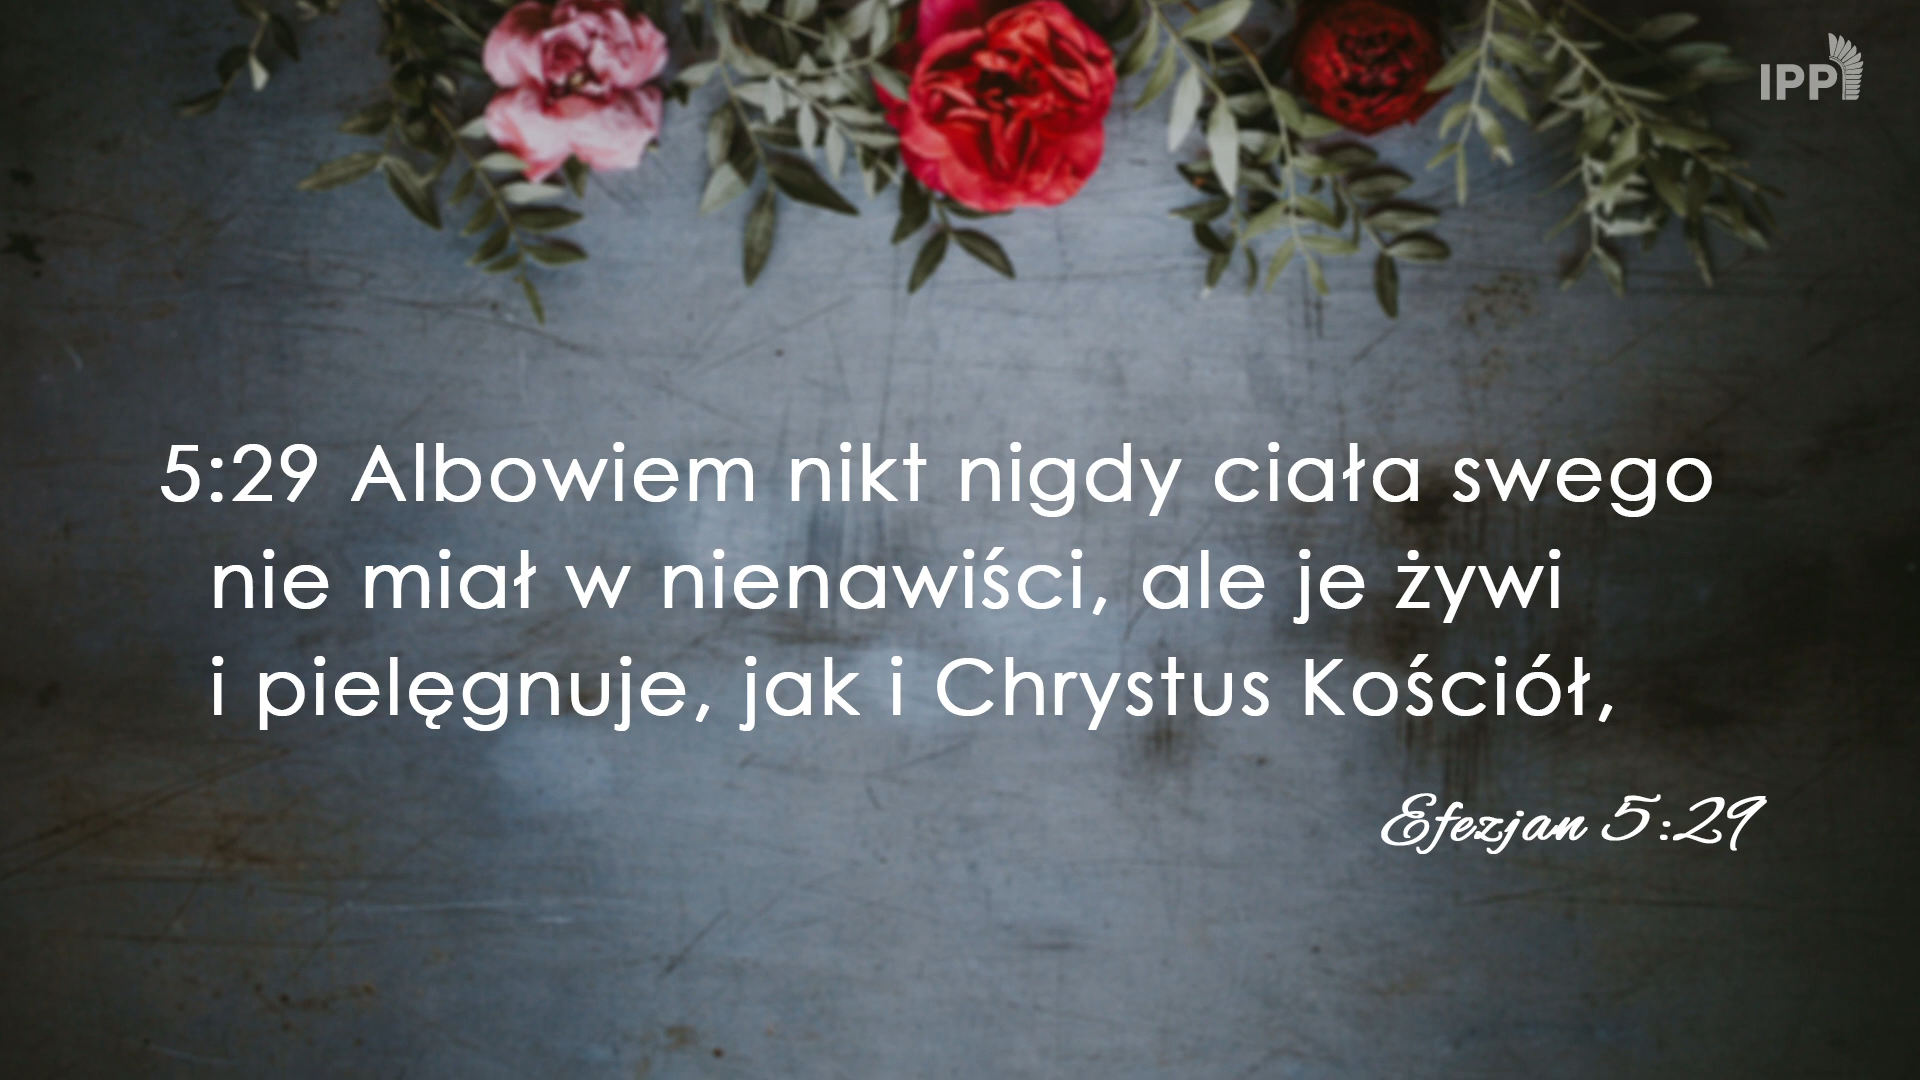 IPP
5:29 Albowiem nikt nigdy ciała swego
nie miał w nienawiści, ale je żywi
i pielęgnuje, jak i Chrystus Kościół,
Efezjan 5:29